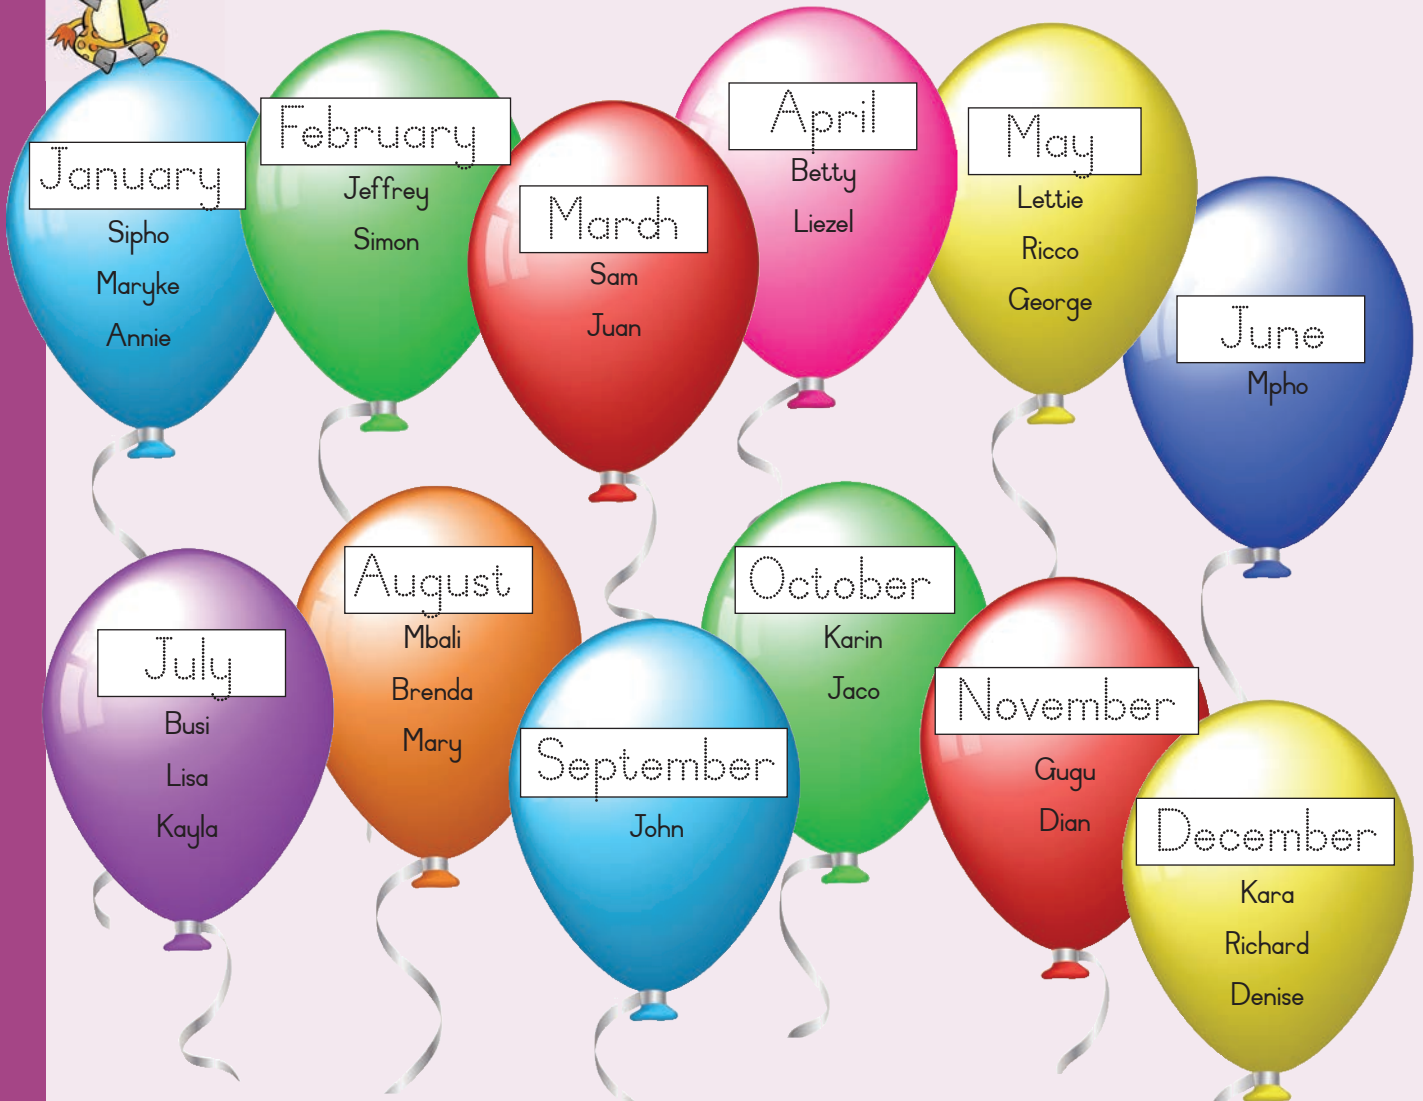 January
Sipho
Maryke
Annie
February
Jeffrey
Simon
March
Sam
Juan
April
Betty
Liezel
May
Lettie
Ricco
George
June
Mpho
July
Busi
Lisa
Kayla
August
Mbali
Brenda
Mary
September
John
October
Karin
Jaco
November
Gugu
Dian
December
Kara
Richard
Denise